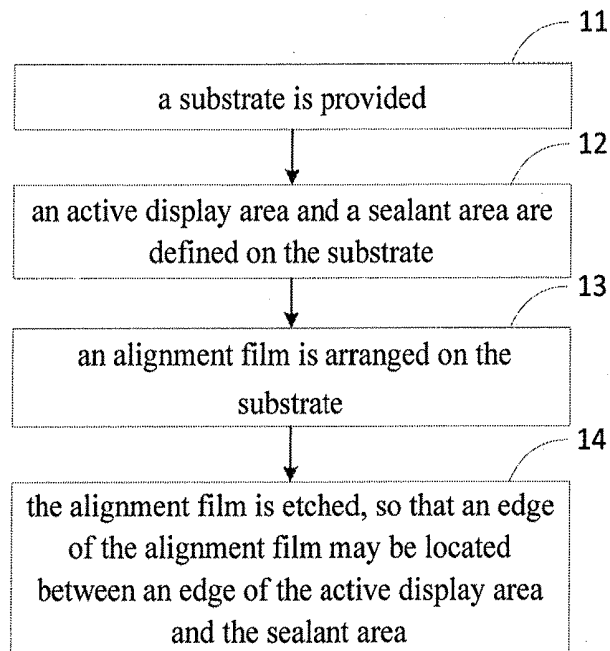 11
a substrate is provided
12
an active display area and a sealant area are
defined on the substrate
13
an alignment film is arranged on the
substrate
14
the alignment film is etched, so that an edge
of the alignment film may be located
between an edge of the active display area
and the sealant area